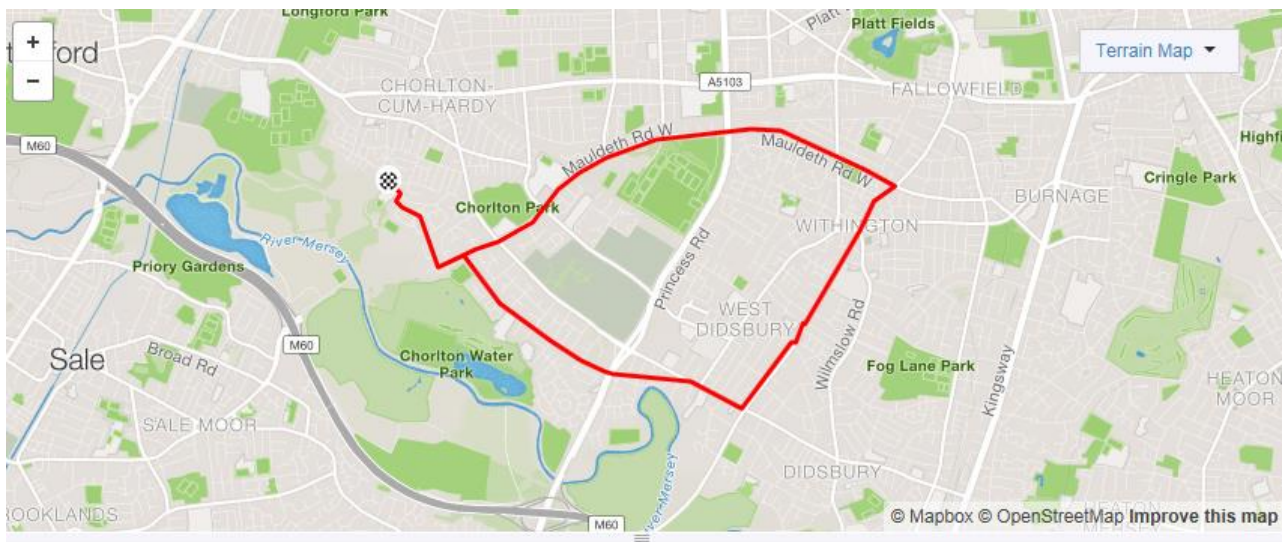 Longford Park
Platt Fields
+
−
ford
Terrain Map
CHORLTON-
CUM-HARDY
A5103
FALLOWFIELD
M60
Mauldeth Rd W
Mauldeth Rd W
Cringle Park
Chorlton Park
BURNAGE
WITHINGTON
River Mersey
Priory Gardens
Princess Rd
WEST
DIDSBURY
M60
Sale
Broad Rd
Chorlton Water
Park
Wilmslow Rd
Fog Lane Park
Kingsway
HEATON
MOOR
SALE MOOR
DIDSBURY
River Mersey
M60
© Mapbox © OpenStreetMap Improve this map